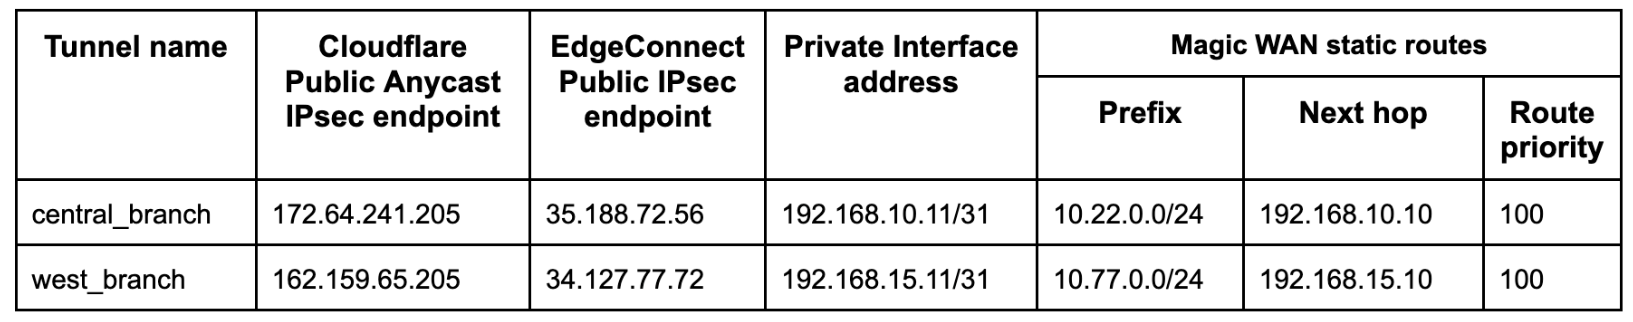 Tunnel name
Cloudflare
Public Anycast
IPsec endpoint
EdgeConnect
Public IPsec
endpoint
Private Interface
address
Magic WAN static routes
Prefix
Next hop
Route
priority
central_branch 172.64.241.205 35.188.72.56 192.168.10.11/31 10.22.0.0/24 192.168.10.10 100
west_branch 162.159.65.205 34.127.77.72 192.168.15.11/31 10.77.0.0/24 192.168.15.10 100